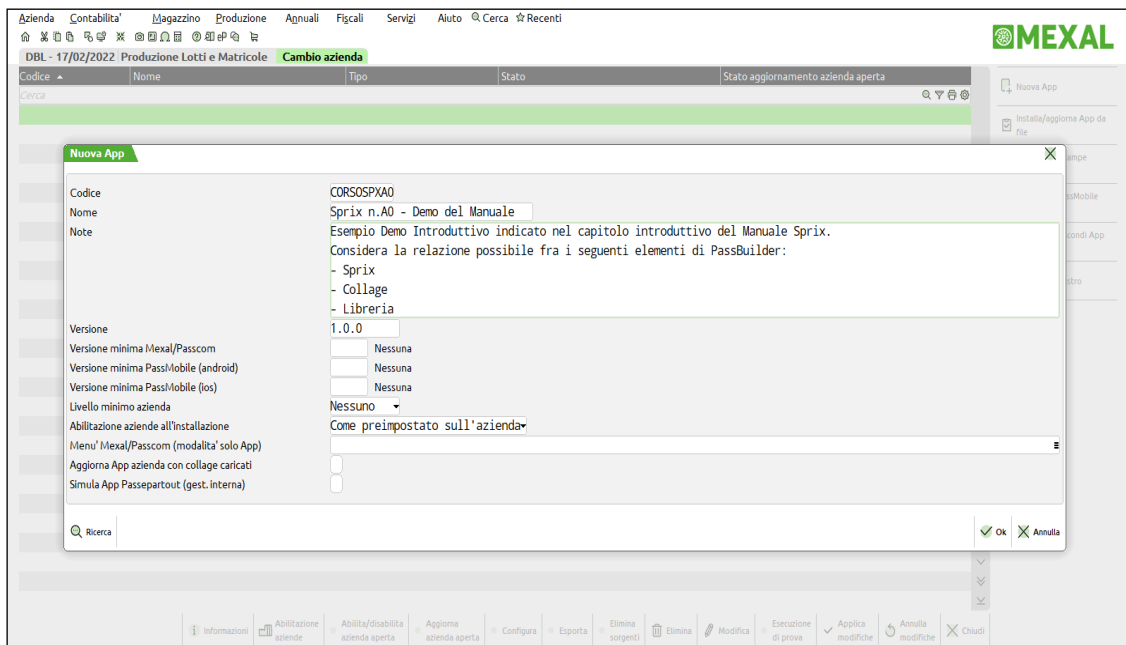 Azienda Contabilita' Magazzino Produzione Annuali Fiscali Servizi Aiuto Cerca Recenti
MEXAL
DBL - 17/02/2022 Produzione Lotti e Matricole Cambio azienda
Codice Nome Tipo Stato Stato aggiornamento azienda aperta
Cerca
Nuova App
Installa/aggiorna App da
file
Nuova App
ampe
Codice CORSOSPXA0
ssMobile
Nome Sprix n.A0 - Demo del Manuale
Note Esempio Demo Introduttivo indicato nel capitolo introduttivo del Manuale Sprix.
condi App
Considera la relazione possibile fra i seguenti elementi di PassBuilder:
- Sprix
stro
- Collage
- Libreria
Versione 1.0.0
Versione minima Mexal/Passcom Nessuna
Versione minima PassMobile (android) Nessuna
Versione minima PassMobile (ios) Nessuna
Livello minimo azienda Nessuno
Abilitazione aziende all'installazione Come preimpostato sull'azienda
Menu' Mexal/Passcom (modalita' solo App)
Aggiorna App azienda con collage caricati
Simula App Passepartout (gest. interna)
Ricerca Ok Annulla
Informazioni Abilitazione aziende Abilita/disabilita azienda aperta Aggiorna azienda aperta Configura Esporta Elimina sorgenti Elimina Modifica Esecuzione di prova Applica modifiche Annulla modifiche Chiudi